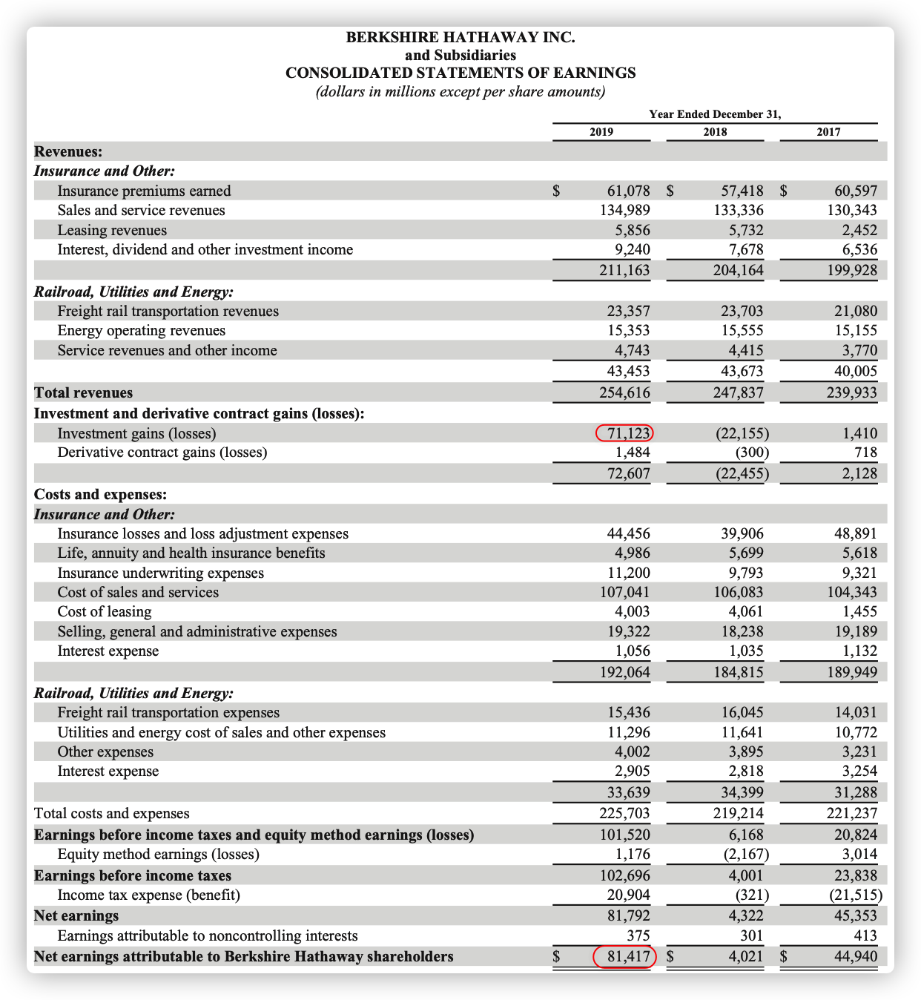 BERKSHIRE HATHAWAY INC.
and Subsidiaries
CONSOLIDATED STATEMENTS OF EARNINGS
(dollars in millions except per share amounts)
Year Ended December 31,
2019 2018 2017
Revenues:
Insurance and Other:
Insurance premiums earned $ 61,078 $ 57,418 $ 60,597
Sales and service revenues 134,989 133,336 130,343
Leasing revenues 5,856 5,732 2,452
Interest, dividend and other investment income 9,240 7,678 6,536
211,163 204,164 199,928
Railroad, Utilities and Energy:
Freight rail transportation revenues 23,357 23,703 21,080
Energy operating revenues 15,353 15,555 15,155
Service revenues and other income 4,743 4,415 3,770
43,453 43,673 40,005
Total revenues 254,616 247,837 239,933
Investment and derivative contract gains (losses):
Investment gains (losses) 71,123 (22,155) 1,410
Derivative contract gains (losses) 1,484 (300) 718
72,607 (22,455) 2,128
Costs and expenses:
Insurance and Other:
Insurance losses and loss adjustment expenses 44,456 39,906 48,891
Life, annuity and health insurance benefits 4,986 5,699 5,618
Insurance underwriting expenses 11,200 9,793 9,321
Cost of sales and services 107,041 106,083 104,343
Cost of leasing 4,003 4,061 1,455
Selling, general and administrative expenses 19,322 18,238 19,189
Interest expense 1,056 1,035 1,132
192,064 184,815 189,949
Railroad, Utilities and Energy:
Freight rail transportation expenses 15,436 16,045 14,031
Utilities and energy cost of sales and other expenses 11,296 11,641 10,772
Other expenses 4,002 3,895 3,231
Interest expense 2,905 2,818 3,254
33,639 34,399 31,288
Total costs and expenses 225,703 219,214 221,237
Earnings before income taxes and equity method earnings (losses) 101,520 6,168 20,824
Equity method earnings (losses) 1,176 (2,167) 3,014
Earnings before income taxes 102,696 4,001 23,838
Income tax expense (benefit) 20,904 (321) (21,515)
Net earnings 81,792 4,322 45,353
Earnings attributable to noncontrolling interests 375 301 413
Net earnings attributable to Berkshire Hathaway shareholders $ 81,417 $ 4,021 $ 44,940